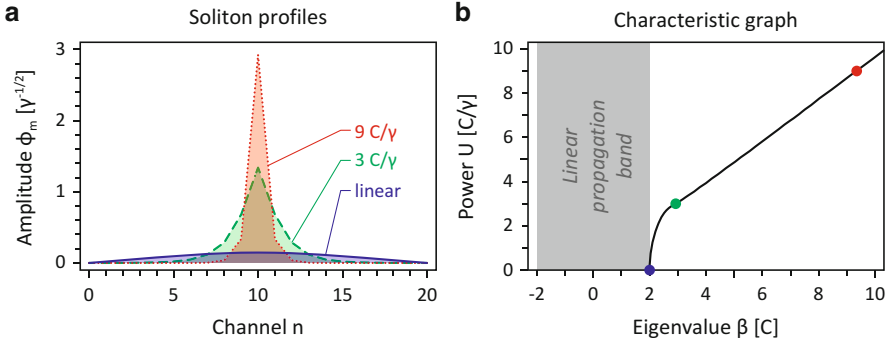 a
Soliton profiles
Amplitude ϕm [γ-1/2]
3
2
1
0
9 C/γ
3 C/γ
linear
0
5
10
15
20
Channel n
b
Characteristic graph
Power U [C/γ]
10
8
6
4
2
0
Linear
propagation
band
-2
0
2
4
6
8
10
Eigenvalue β [C]